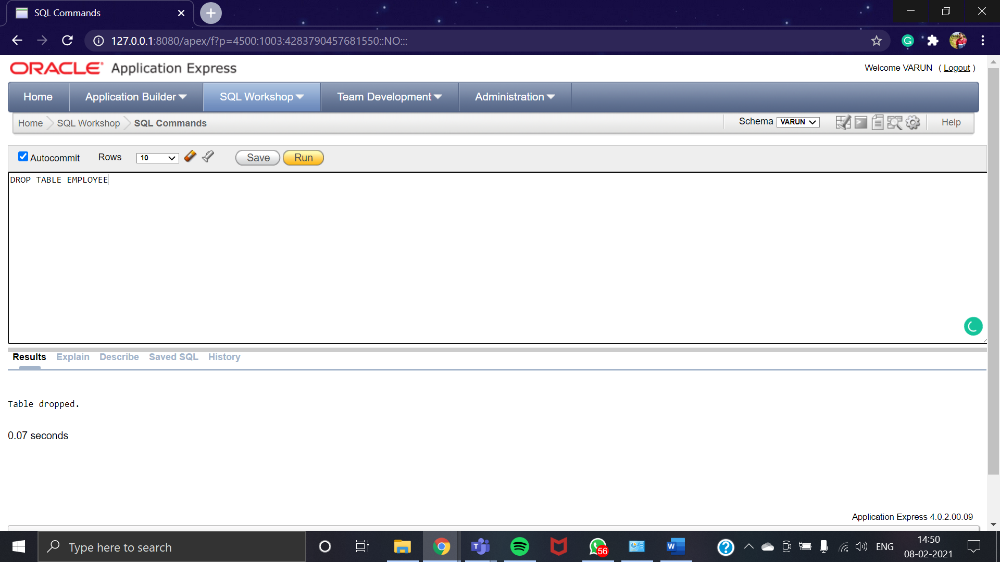 SQL Commands
127.0.0.1:8080/apex/f?p=4500:1003:4283790457681550::NO:::
ORACLE Application Express
Welcome VARUN ( Logout )
Home Application Builder SQL Workshop Team Development Administration
Home SQL Workshop SQL Commands Schema VARUN Help
Autocommit Rows 10 Save Run
DROP TABLE EMPLOYEE
Results Explain Describe Saved SQL History
Table dropped.
0.07 seconds
Application Express 4.0.2.00.09
Type here to search
56
ENG
14:50
08-02-2021